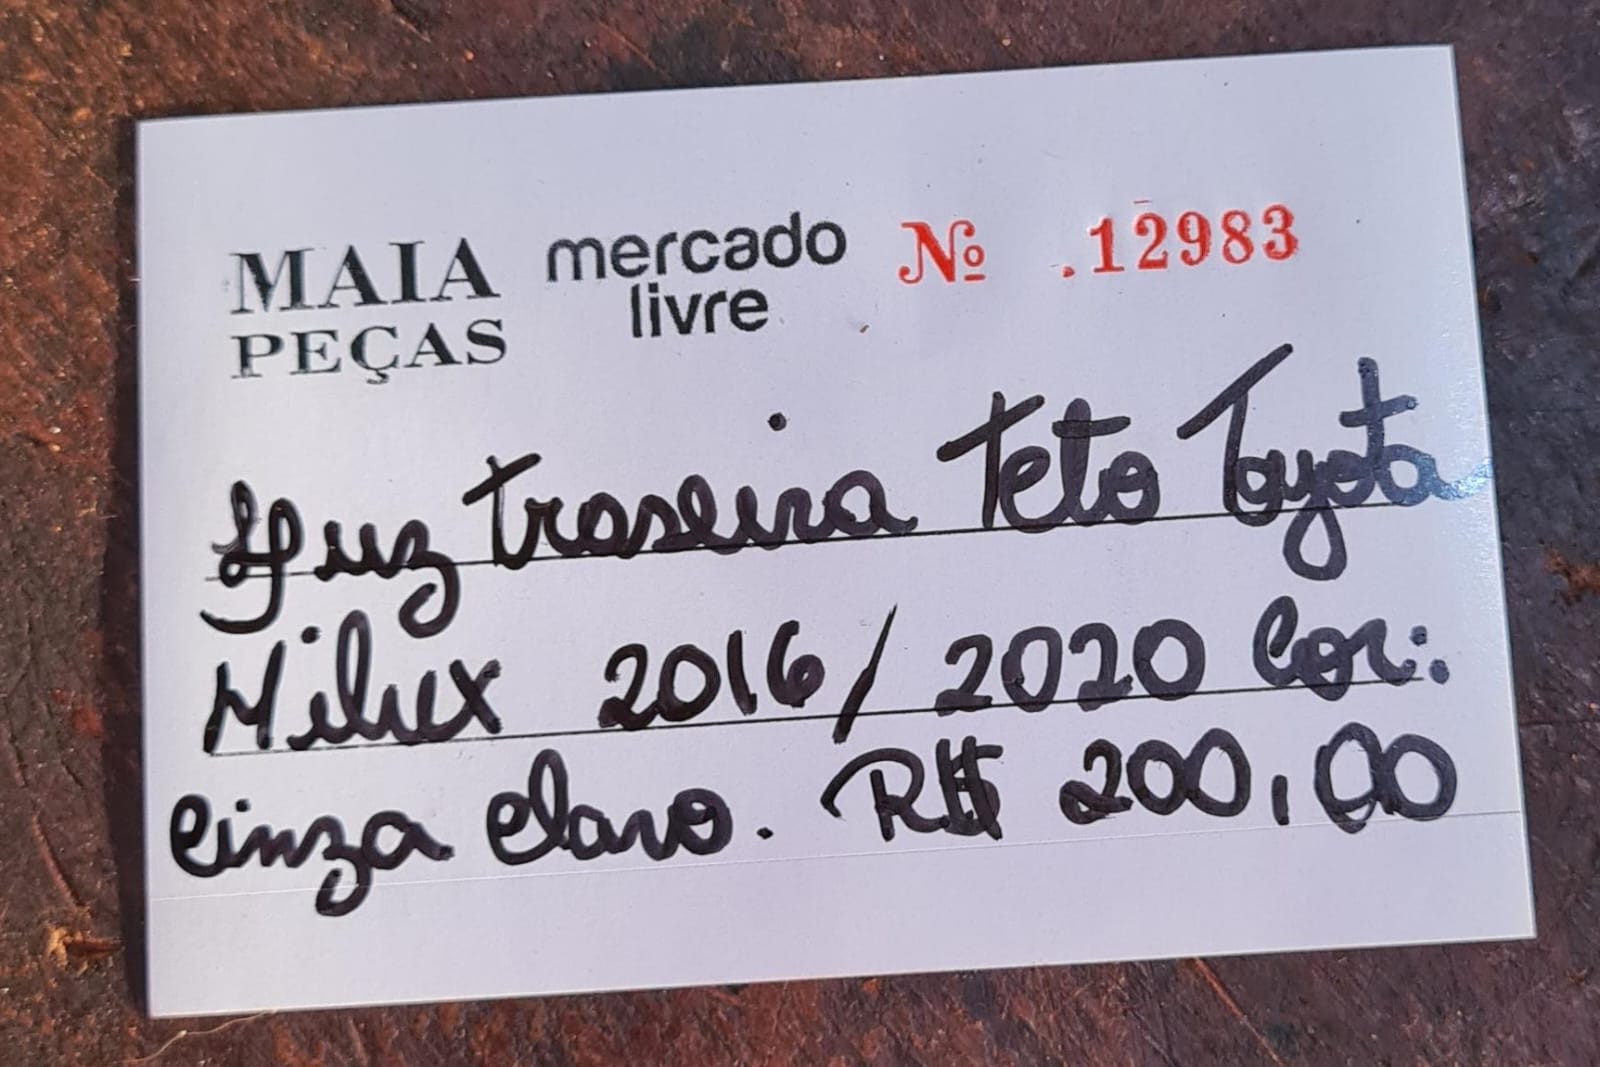 MAIA PEÇAS
mercado livre
Nº .12983
Luz Traseira Teto Toyota
Hilux 2016/2020 Cor:
cinza claro. R$ 200,00